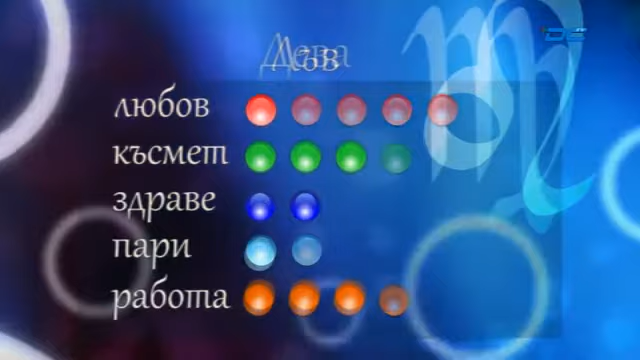 любов
късмет
здраве
пари
работа